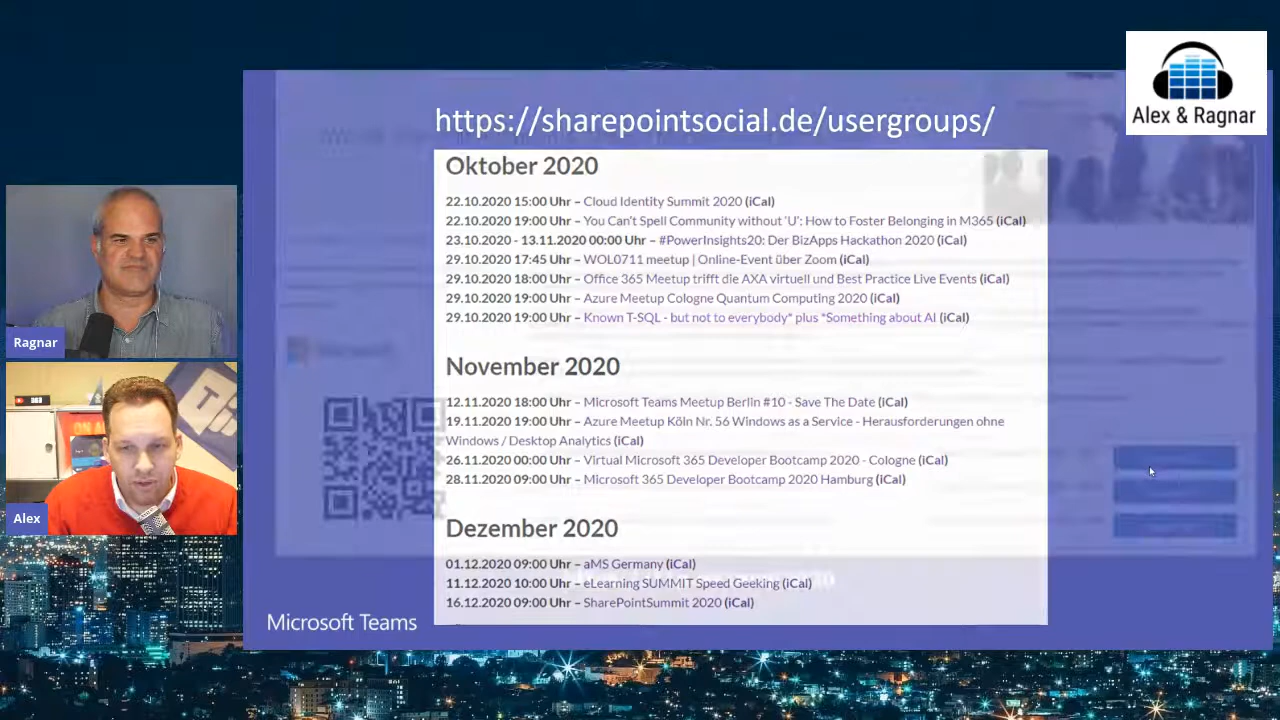 Alex & Ragnar
https://sharepointsocial.de/usergroups/
Oktober 2020
22.10.2020 15:00 Uhr – Cloud Identity Summit 2020 (iCal)
22.10.2020 19:00 Uhr – You Can't Spell Community without 'U': How to Foster Belonging in M365 (iCal)
23.10.2020 - 13.11.2020 00:00 Uhr – #PowerInsights20: Der BizApps Hackathon 2020 (iCal)
29.10.2020 17:45 Uhr – WOL0711 meetup | Online-Event über Zoom (iCal)
29.10.2020 18:00 Uhr – Office 365 Meetup trifft die AXA virtuell und Best Practice Live Events (iCal)
29.10.2020 19:00 Uhr – Azure Meetup Cologne Quantum Computing 2020 (iCal)
29.10.2020 19:00 Uhr – Known T-SQL - but not to everybody* plus *Something about AI (iCal)
November 2020
12.11.2020 18:00 Uhr – Microsoft Teams Meetup Berlin #10 - Save The Date (iCal)
19.11.2020 19:00 Uhr – Azure Meetup Köln Nr. 56 Windows as a Service - Herausforderungen ohne
Windows / Desktop Analytics (iCal)
26.11.2020 00:00 Uhr – Virtual Microsoft 365 Developer Bootcamp 2020 - Cologne (iCal)
28.11.2020 09:00 Uhr – Microsoft 365 Developer Bootcamp 2020 Hamburg (iCal)
Dezember 2020
01.12.2020 09:00 Uhr – aMS Germany (iCal)
11.12.2020 10:00 Uhr – eLearning SUMMIT Speed Geeking (iCal)
16.12.2020 09:00 Uhr – SharePointSummit 2020 (iCal)
Microsoft Teams
Ragnar
Alex